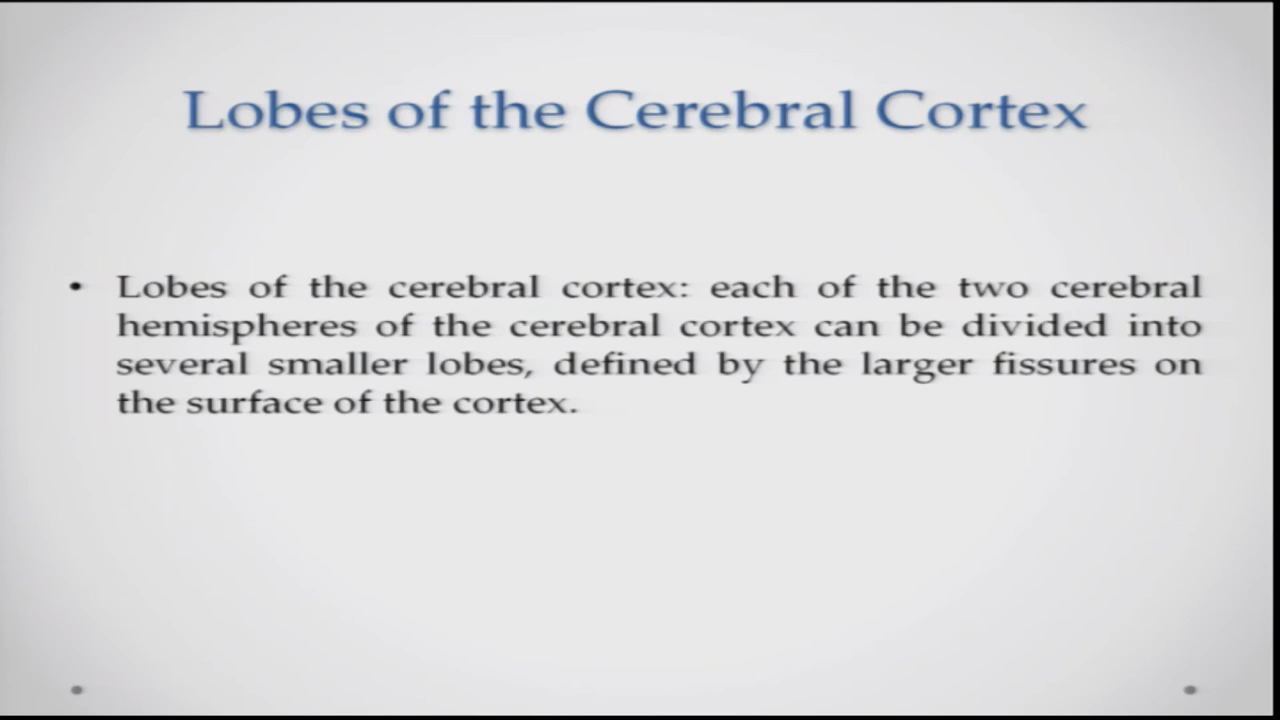 Lobes of the Cerebral Cortex
• Lobes of the cerebral cortex: each of the two cerebral
hemispheres of the cerebral cortex can be divided into
several smaller lobes, defined by the larger fissures on
the surface of the cortex.